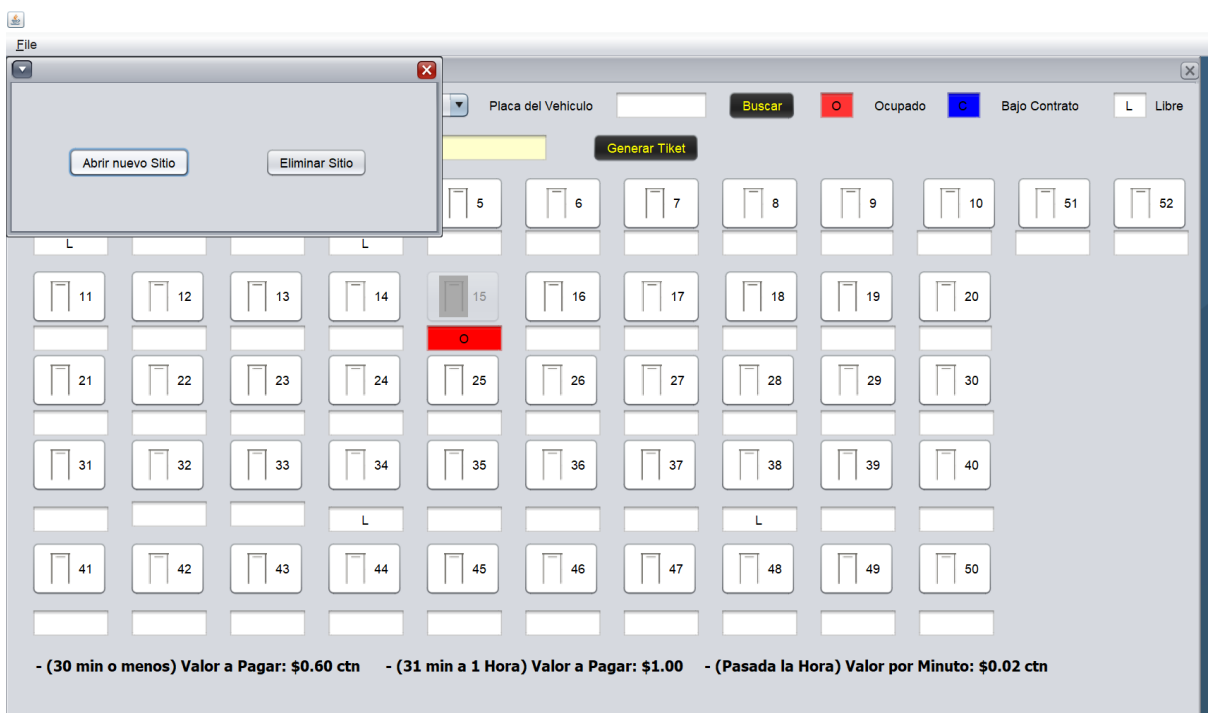 File
Placa del Vehiculo Buscar O Ocupado C Bajo Contrato L Libre
Abrir nuevo Sitio Eliminar Sitio Generar Tiket
5 6 7 8 9 10 51 52
L L
11 12 13 14 15 16 17 18 19 20
O
21 22 23 24 25 26 27 28 29 30
31 32 33 34 35 36 37 38 39 40
L L
41 42 43 44 45 46 47 48 49 50
- (30 min o menos) Valor a Pagar: $0.60 ctn - (31 min a 1 Hora) Valor a Pagar: $1.00 - (Pasada la Hora) Valor por Minuto: $0.02 ctn